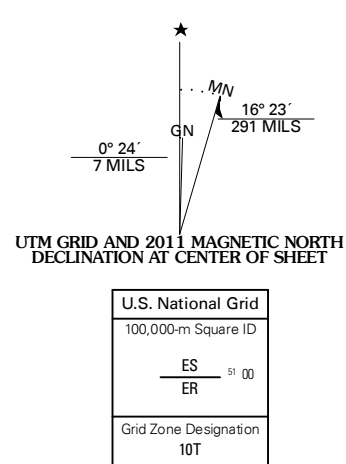 MN
16° 23´
291 MILS
GN
0° 24´
7 MILS
UTM GRID AND 2011 MAGNETIC NORTH
DECLINATION AT CENTER OF SHEET
U.S. National Grid
100,000-m Square ID
ES
51 00
ER
Grid Zone Designation
10T